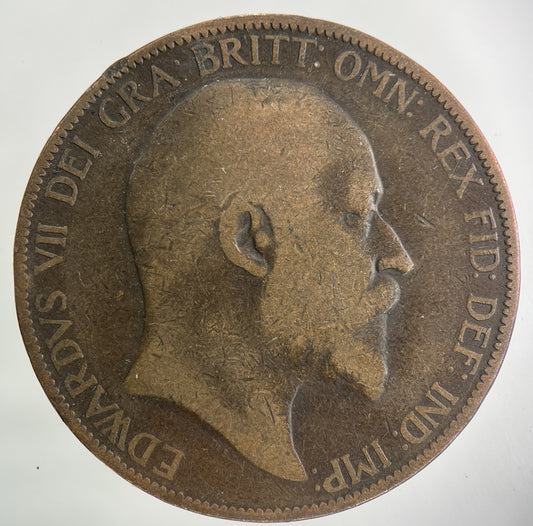 EDWARDVS VII DEI GRA: BRITT: OMN: REX FID: DEF: IND: IMP: